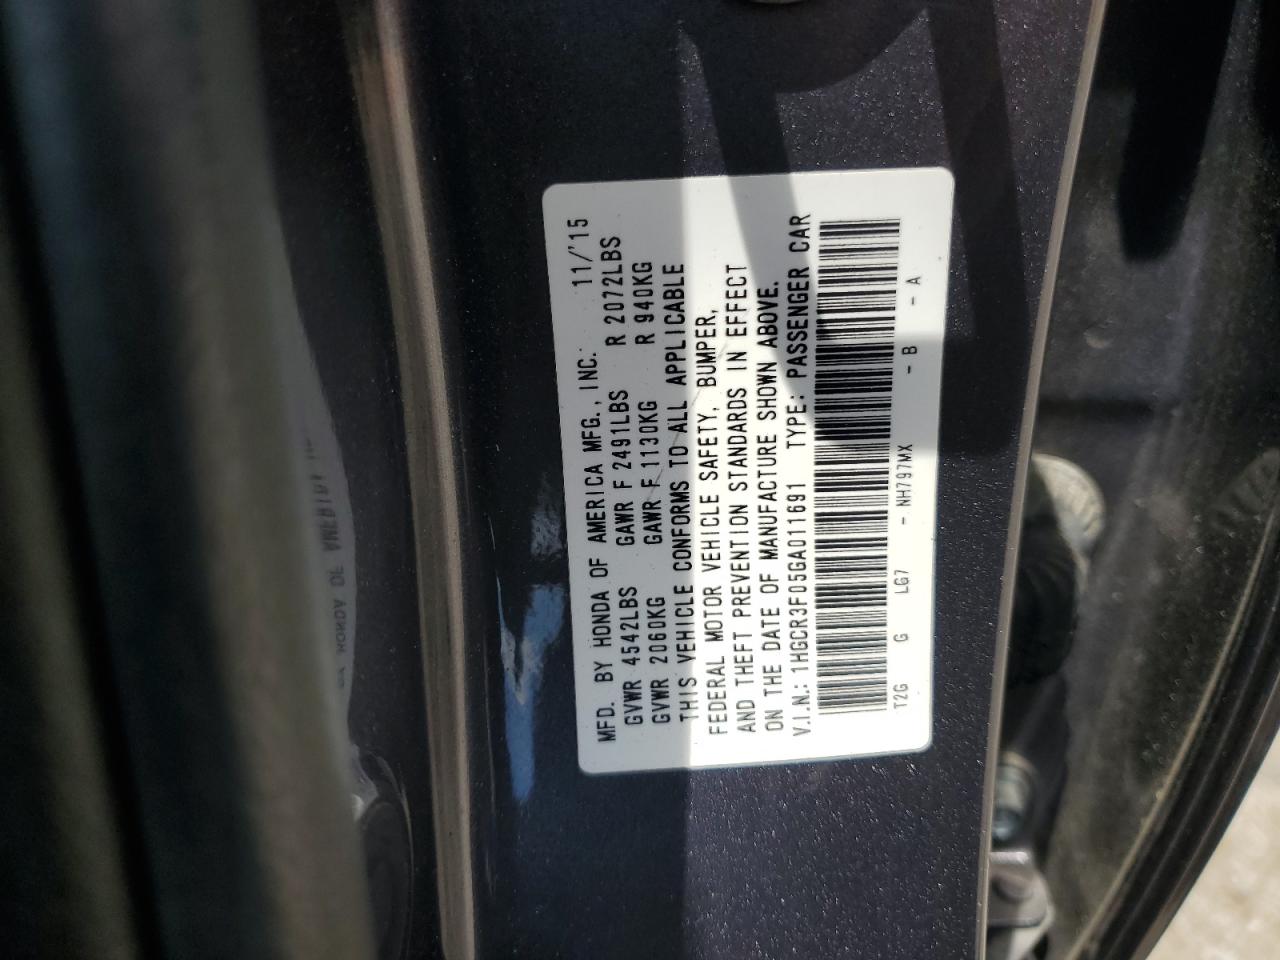 MFD. BY HONDA OF AMERICA MFG., INC. 11/'15
GVWR 4542LBS GAWR F 2491LBS R 2072LBS
GVWR 2060KG GAWR F 1130KG R 940KG
THIS VEHICLE CONFORMS TO ALL APPLICABLE
FEDERAL MOTOR VEHICLE SAFETY, BUMPER,
AND THEFT PREVENTION STANDARDS IN EFFECT
ON THE DATE OF MANUFACTURE SHOWN ABOVE.
V.I.N.: 1HGCR3F05GA011691 TYPE: PASSENGER CAR
T2G G LG7 - NH797MX - B - A